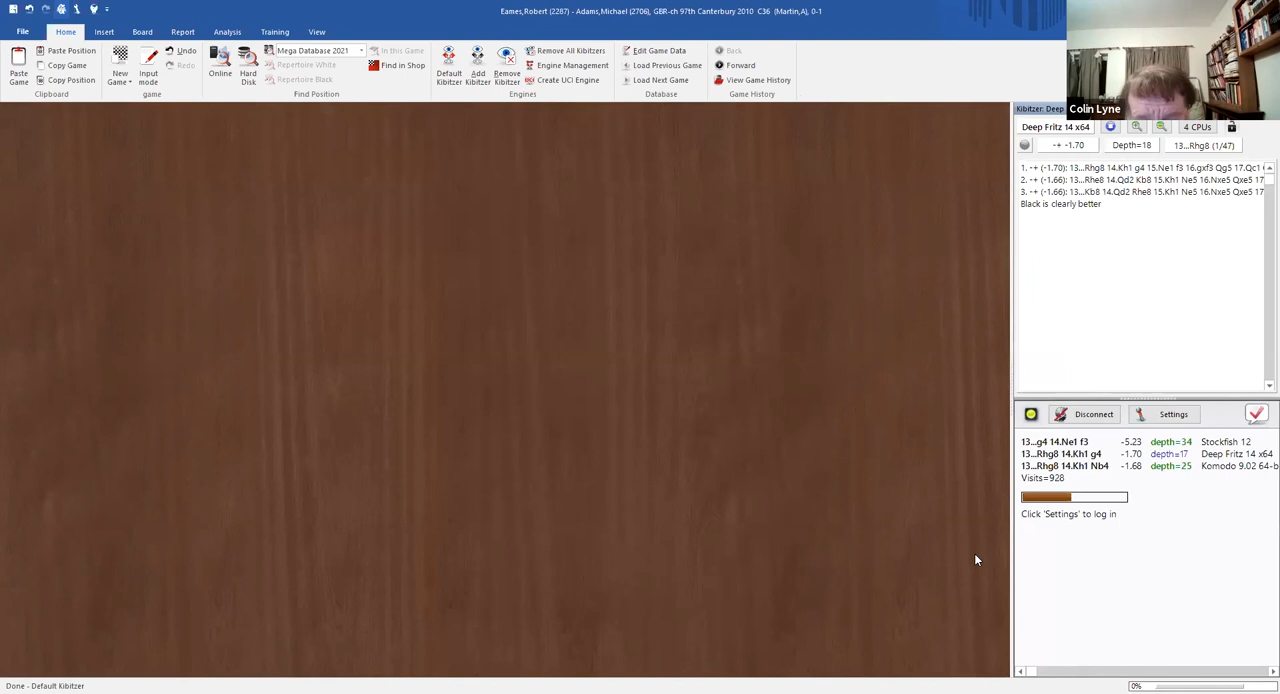 Eames,Robert (2287) - Adams,Michael (2706), GBR-ch 97th Canterbury 2010 C36 (Martin,A), 0-1
File Home Insert Board Report Analysis Training View
Paste Game
Paste Position
Copy Game
Copy Position
Clipboard
New Game
Input mode
Undo
Redo
game
Online
Hard Disk
Mega Database 2021
Repertoire White
Repertoire Black
In this Game
Find in Shop
Find Position
Default Kibitzer
Add Kibitzer
Remove Kibitzer
Remove All Kibitzers
Engine Management
Create UCI Engine
Engines
Edit Game Data
Load Previous Game
Load Next Game
Database
Back
Forward
View Game History
Game History
Colin Lyne
Kibitzer: Deep
Deep Fritz 14 x64 4 CPUs
-+ -1.70 Depth=18 13...Rhg8 (1/47)
1. -+ (-1.70): 13...Rhg8 14.Kh1 g4 15.Ne1 f3 16.gxf3 Qg5 17.Qc1
2. -+ (-1.66): 13...Rhe8 14.Qd2 Kb8 15.Kh1 Ne5 16.Nxe5 Qxe5 17
3. -+ (-1.66): 13...Kb8 14.Qd2 Rhe8 15.Kh1 Ne5 16.Nxe5 Qxe5 17
Black is clearly better
Disconnect Settings
13...g4 14.Ne1 f3 -5.23 depth=34 Stockfish 12
13...Rhg8 14.Kh1 g4 -1.70 depth=17 Deep Fritz 14 x64
13...Rhg8 14.Kh1 Nb4 -1.68 depth=25 Komodo 9.02 64-b
Visits=928
Click 'Settings' to log in
Done - Default Kibitzer
0%